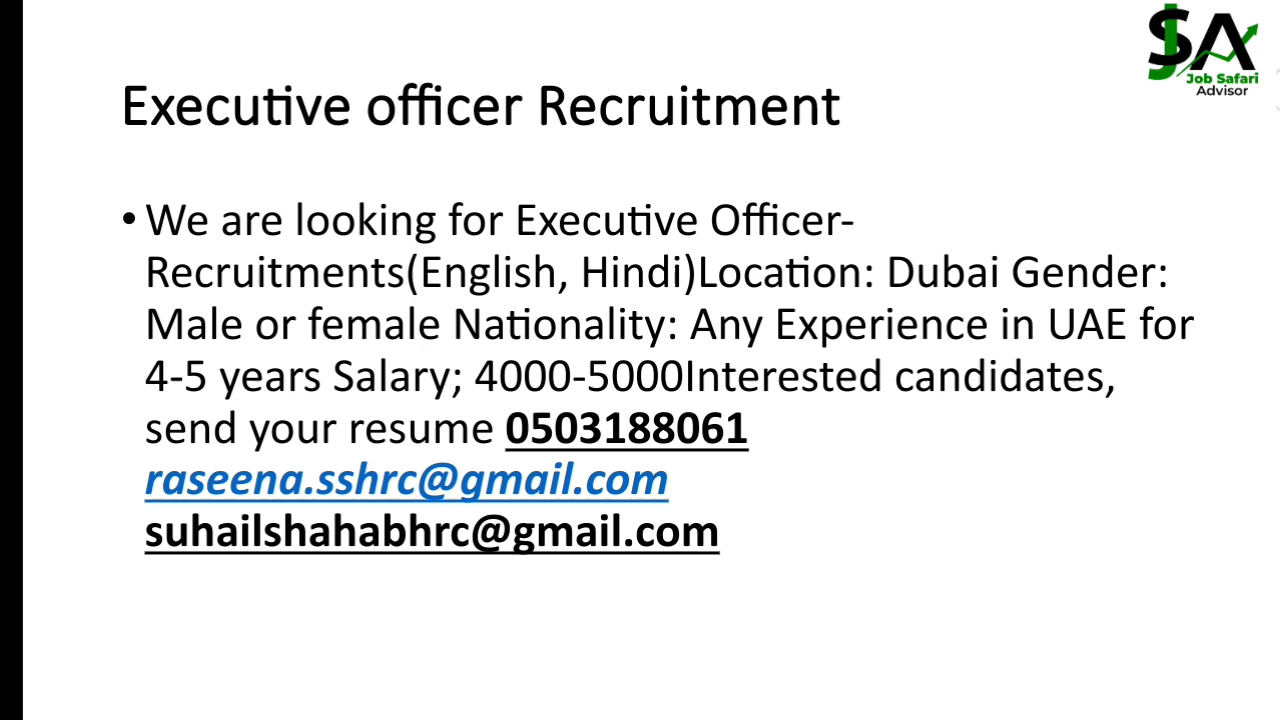 SJA
Job Safari
Advisor
Executive officer Recruitment
• We are looking for Executive Officer-
Recruitments(English, Hindi)Location: Dubai Gender:
Male or female Nationality: Any Experience in UAE for
4-5 years Salary; 4000-5000Interested candidates,
send your resume 0503188061
raseena.sshrc@gmail.com
suhailshahabhrc@gmail.com